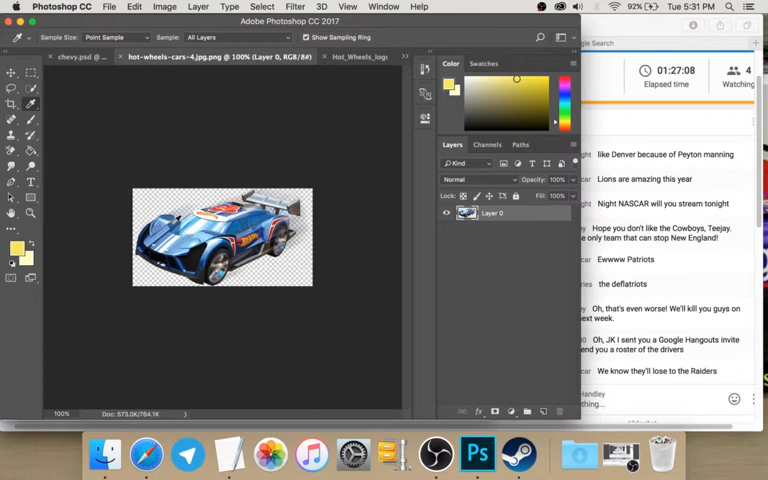 Photoshop CC File Edit Image Layer Type Select Filter 3D View Window Help 92% Tue 5:31 PM
Adobe Photoshop CC 2017
Sample Size: Point Sample Sample: All Layers Show Sampling Ring
chevy.psd @ ... hot-wheels-cars-4.jpg.png @ 100% (Layer 0, RGB/8#) Hot_Wheels_log
Color Swatches
Layers Channels Paths
Kind
Normal Opacity: 100%
Lock: Fill: 100%
Layer 0
100% Doc: 573.0K/764.1K
Search
01:27:08 4
Elapsed time Watching
like Denver because of Peyton manning
Lions are amazing this year
Night NASCAR will you stream tonight
Hope you don't like the Cowboys, Teejay.
e only team that can stop New England!
car Ewwww Patriots
ries the deflatriots
Oh, that's even worse! We'll kill you guys on
next week.
Oh, JK I sent you a Google Hangouts invite
end you a roster of the drivers
car We know they'll lose to the Raiders
Handley
Ps